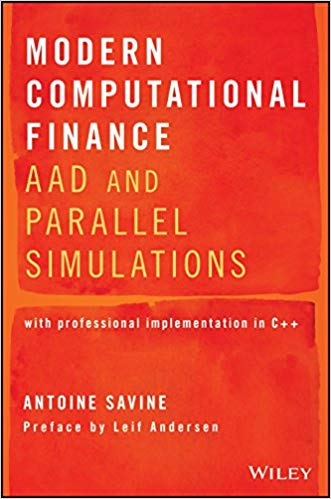 MODERN
COMPUTATIONAL
FINANCE
AAD AND
PARALLEL
SIMULATIONS
with professional implementation in C++
ANTOINE SAVINE
Preface by Leif Andersen
WILEY